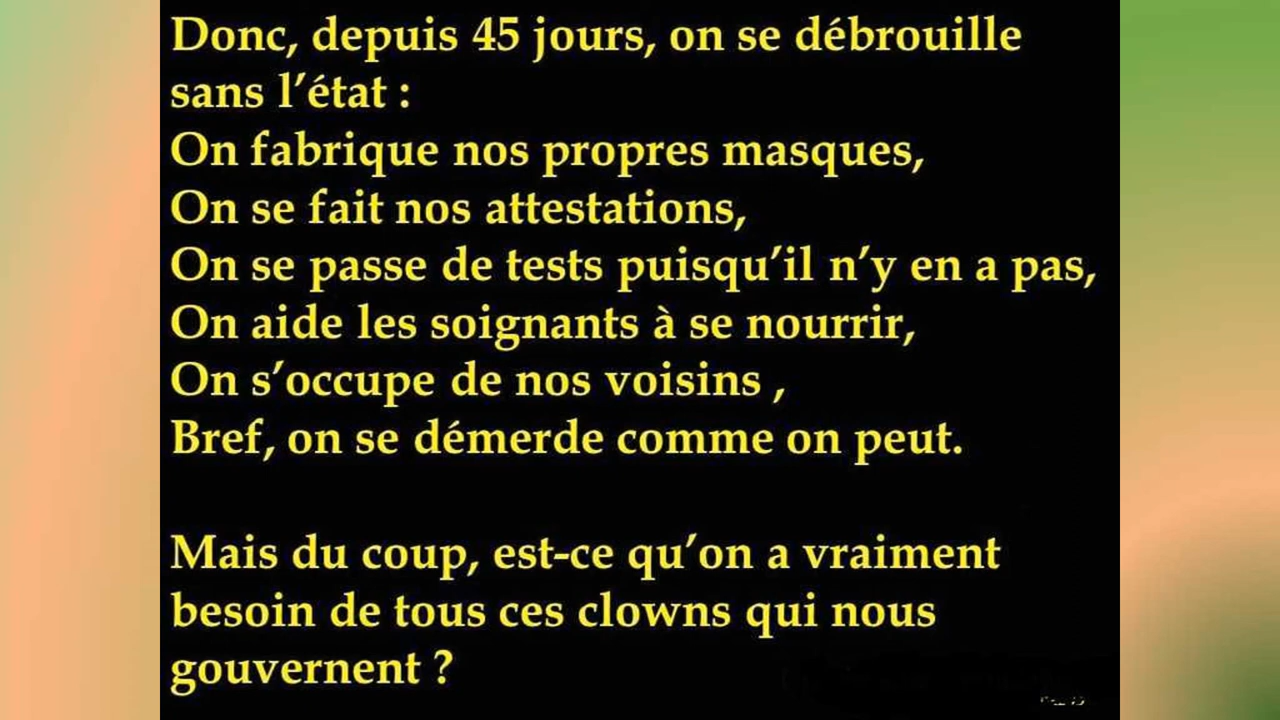 Donc, depuis 45 jours, on se débrouille
sans l’état :
On fabrique nos propres masques,
On se fait nos attestations,
On se passe de tests puisqu’il n’y en a pas,
On aide les soignants à se nourrir,
On s’occupe de nos voisins ,
Bref, on se démerde comme on peut.
Mais du coup, est-ce qu’on a vraiment
besoin de tous ces clowns qui nous
gouvernent ?